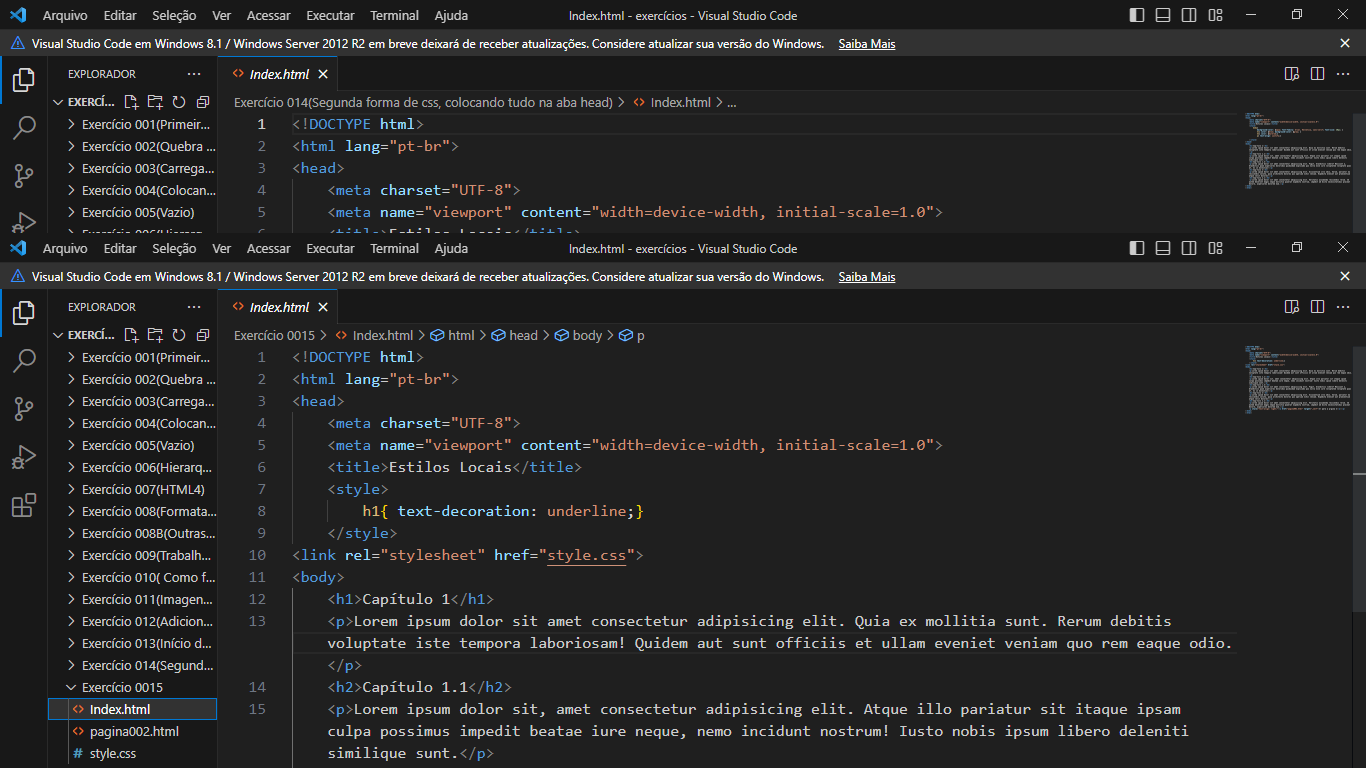 Arquivo Editar Seleção Ver Acessar Executar Terminal Ajuda Index.html - exercícios - Visual Studio Code
Visual Studio Code em Windows 8.1 / Windows Server 2012 R2 em breve deixará de receber atualizações. Considere atualizar sua versão do Windows. Saiba Mais
EXPLORADOR ··· Index.html
EXERCÍ... Exercício 014(Segunda forma de css, colocando tudo na aba head) > Index.html > ...
Exercício 001(Primeir... 1 <!DOCTYPE html>
Exercício 002(Quebra ... 2 <html lang="pt-br">
Exercício 003(Carrega... 3 <head>
Exercício 004(Colocan... 4 <meta charset="UTF-8">
Exercício 005(Vazio) 5 <meta name="viewport" content="width=device-width, initial-scale=1.0">
Exercício 006(Hierarq... 6 <title>Estilos Locais</title>
Arquivo Editar Seleção Ver Acessar Executar Terminal Ajuda Index.html - exercícios - Visual Studio Code
Visual Studio Code em Windows 8.1 / Windows Server 2012 R2 em breve deixará de receber atualizações. Considere atualizar sua versão do Windows. Saiba Mais
EXPLORADOR ··· Index.html
EXERCÍ... Exercício 0015 > Index.html > html > head > body > p
Exercício 001(Primeir... 1 <!DOCTYPE html>
Exercício 002(Quebra ... 2 <html lang="pt-br">
Exercício 003(Carrega... 3 <head>
Exercício 004(Colocan... 4 <meta charset="UTF-8">
Exercício 005(Vazio) 5 <meta name="viewport" content="width=device-width, initial-scale=1.0">
Exercício 006(Hierarq... 6 <title>Estilos Locais</title>
Exercício 007(HTML4) 7 <style>
Exercício 008(Formata... 8 h1{ text-decoration: underline;}
Exercício 008B(Outras... 9 </style>
Exercício 009(Trabalh... 10 <link rel="stylesheet" href="style.css">
Exercício 010( Como f... 11 <body>
Exercício 011(Imagen... 12 <h1>Capítulo 1</h1>
Exercício 012(Adicion... 13 <p>Lorem ipsum dolor sit amet consectetur adipisicing elit. Quia ex mollitia sunt. Rerum debitis
Exercício 013(Início d... voluptate iste tempora laboriosam! Quidem aut sunt officiis et ullam eveniet veniam quo rem eaque odio.
Exercício 014(Segund... </p>
Exercício 0015 14 <h2>Capítulo 1.1</h2>
Index.html 15 <p>Lorem ipsum dolor sit, amet consectetur adipisicing elit. Atque illo pariatur sit itaque ipsam
pagina002.html culpa possimus impedit beatae iure neque, nemo incidunt nostrum! Iusto nobis ipsum libero deleniti
# style.css similique sunt.</p>